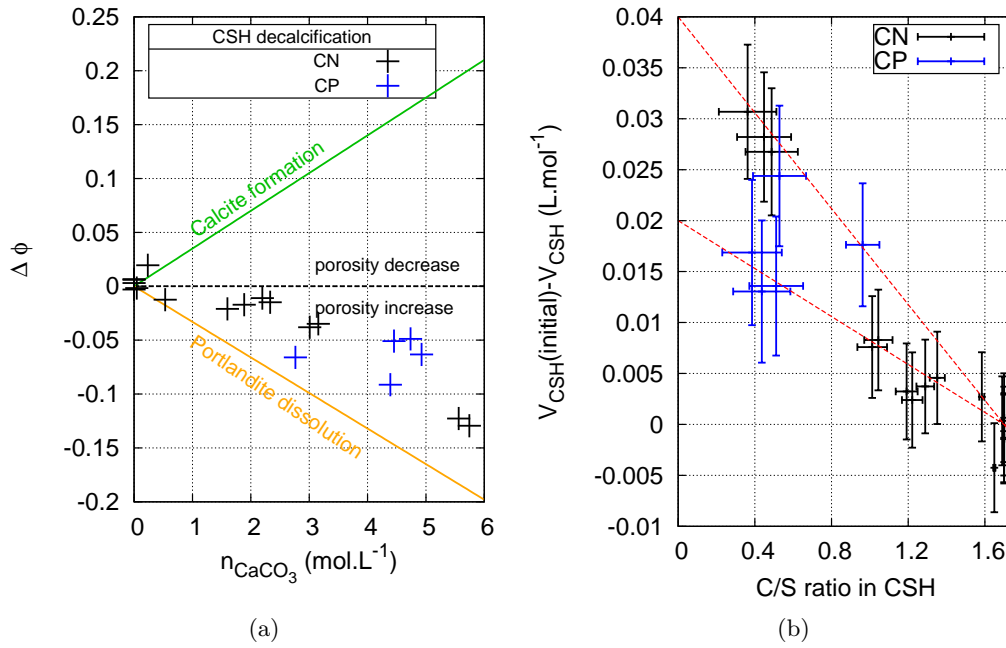 CSH decalcification
CN
CP
0.25
0.2
0.15
0.1
0.05
0
-0.05
-0.1
-0.15
-0.2
Δ ϕ
Calcite formation
porosity decrease
porosity increase
Portlandite dissolution
0 1 2 3 4 5 6
nCaCO3 (mol.L-1)
(a)
CN
CP
0.04
0.035
0.03
0.025
0.02
0.015
0.01
0.005
0
-0.005
-0.01
VCSH(initial)-VCSH (L.mol-1)
0 0.4 0.8 1.2 1.6
C/S ratio in CSH
(b)